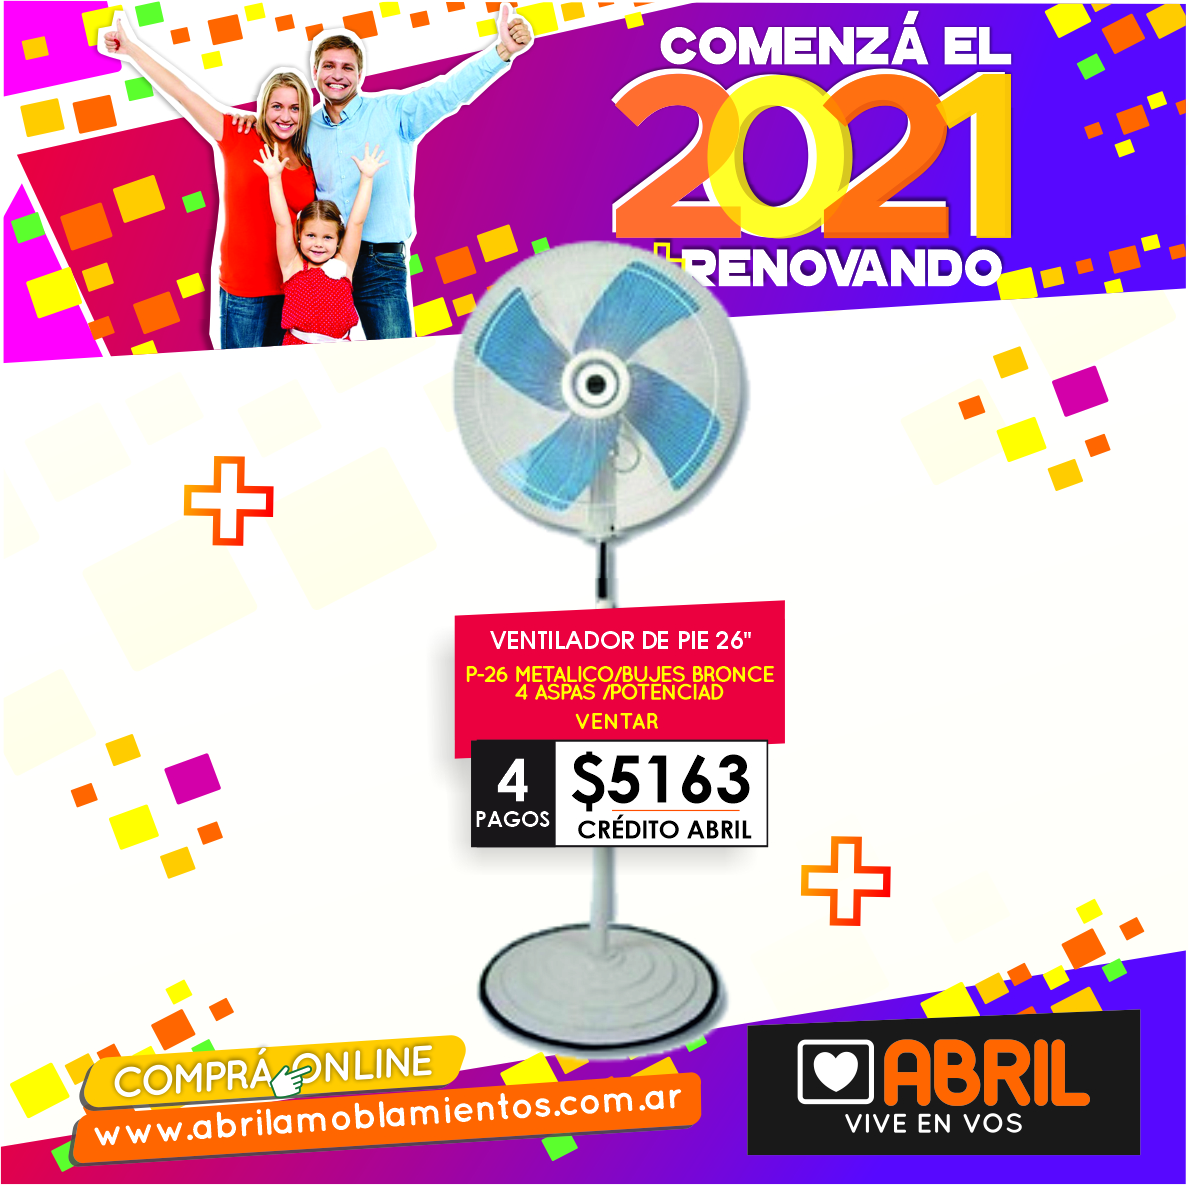 COMENZÁ EL
2021
+RENOVANDO
VENTILADOR DE PIE 26"
P-26 METALICO/BUJES BRONCE
4 ASPAS /POTENCIAD
VENTAR
4
PAGOS
$5163
CRÉDITO ABRIL
COMPRÁ ONLINE
www.abrilamoblamientos.com.ar
ABRIL
VIVE EN VOS